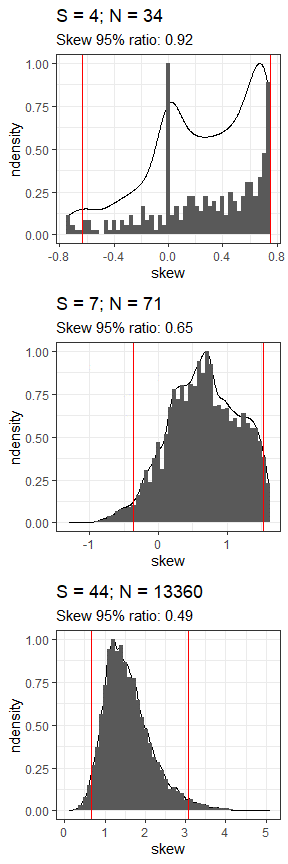 S = 4; N = 34
Skew 95% ratio: 0.92
1.00
0.75
0.50
0.25
0.00
ndensity
-0.8 -0.4 0.0 0.4 0.8
skew
S = 7; N = 71
Skew 95% ratio: 0.65
1.00
0.75
0.50
0.25
0.00
ndensity
-1 0 1
skew
S = 44; N = 13360
Skew 95% ratio: 0.49
1.00
0.75
0.50
0.25
0.00
ndensity
0 1 2 3 4 5
skew